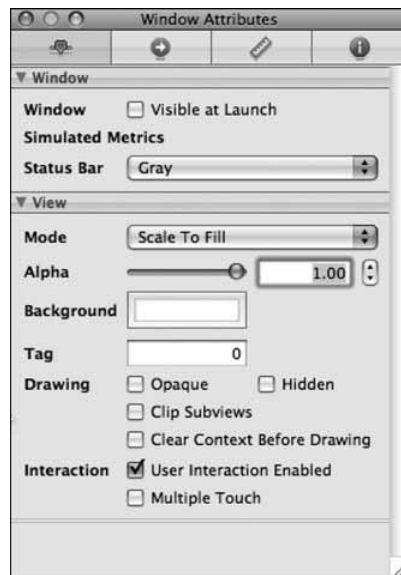 Window Attributes
Window
Window Visible at Launch
Simulated Metrics
Status Bar Gray
View
Mode Scale To Fill
Alpha 1.00
Background
Tag 0
Drawing Opaque Hidden
Clip Subviews
Clear Context Before Drawing
Interaction User Interaction Enabled
Multiple Touch